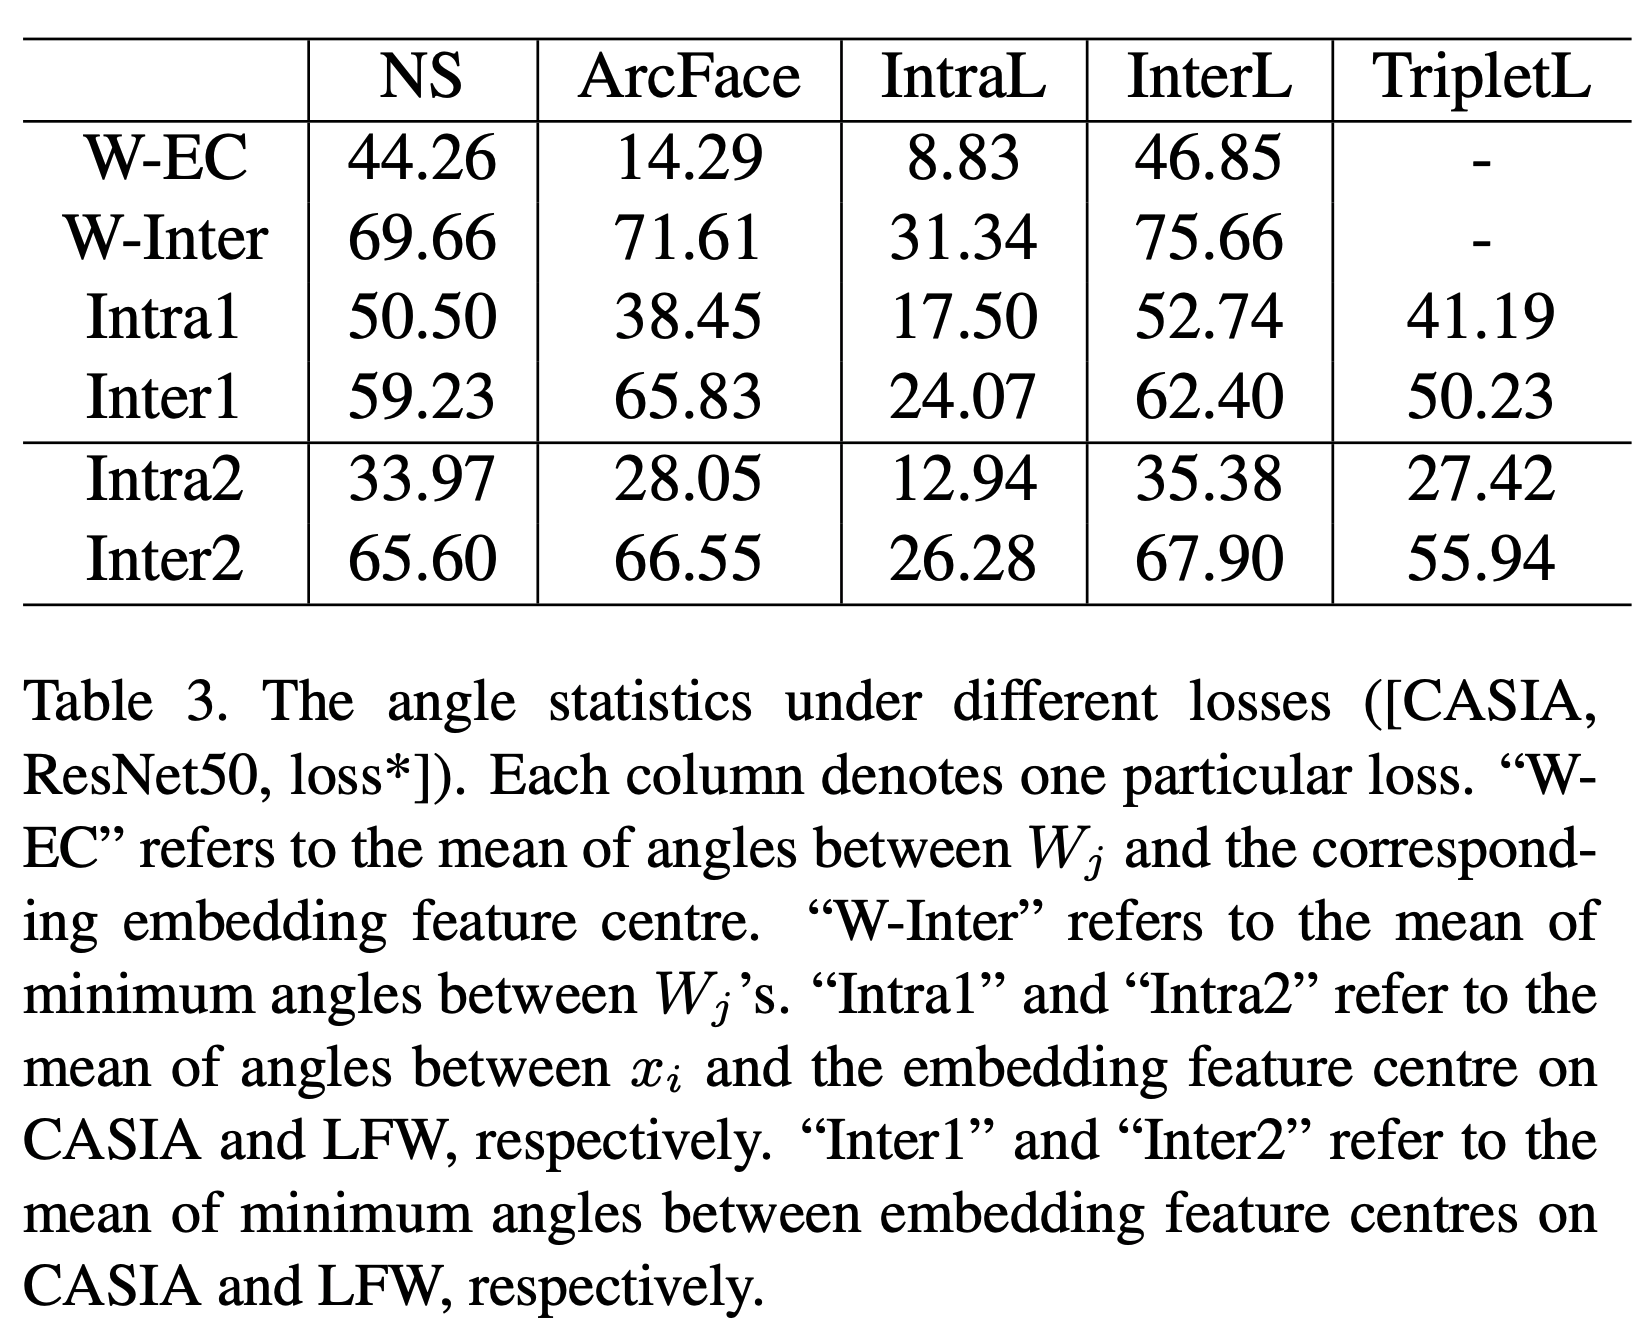 NS ArcFace IntraL InterL TripletL
W-EC 44.26 14.29 8.83 46.85 -
W-Inter 69.66 71.61 31.34 75.66 -
Intra1 50.50 38.45 17.50 52.74 41.19
Inter1 59.23 65.83 24.07 62.40 50.23
Intra2 33.97 28.05 12.94 35.38 27.42
Inter2 65.60 66.55 26.28 67.90 55.94
Table 3. The angle statistics under different losses ([CASIA,
ResNet50, loss*]). Each column denotes one particular loss. “W-
EC” refers to the mean of angles between W_j and the correspond-
ing embedding feature centre. “W-Inter” refers to the mean of
minimum angles between W_j’s. “Intra1” and “Intra2” refer to the
mean of angles between x_i and the embedding feature centre on
CASIA and LFW, respectively. “Inter1” and “Inter2” refer to the
mean of minimum angles between embedding feature centres on
CASIA and LFW, respectively.